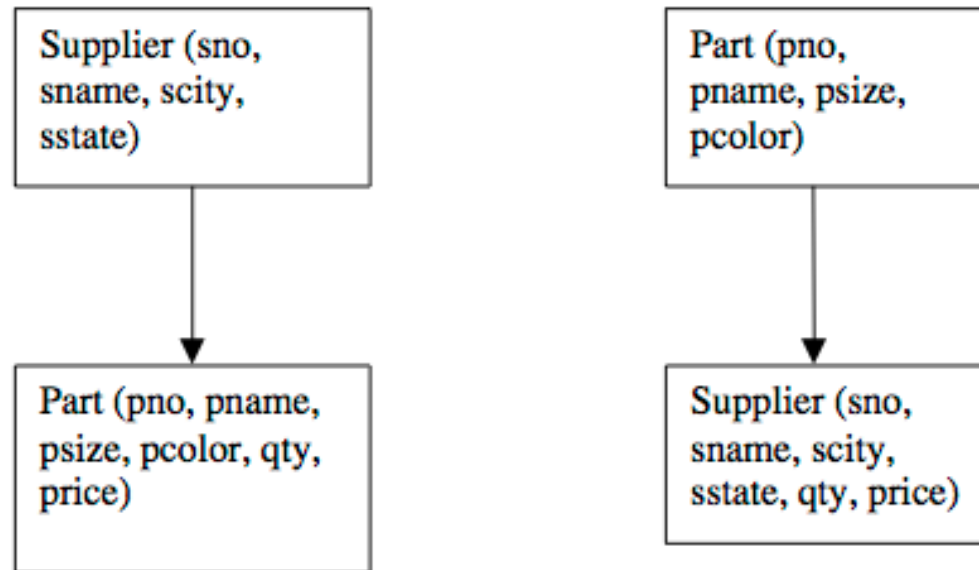 Supplier (sno,
sname, scity,
sstate)
Part (pno,
pname, psize,
pcolor)
Part (pno, pname,
psize, pcolor, qty,
price)
Supplier (sno,
sname, scity,
sstate, qty, price)